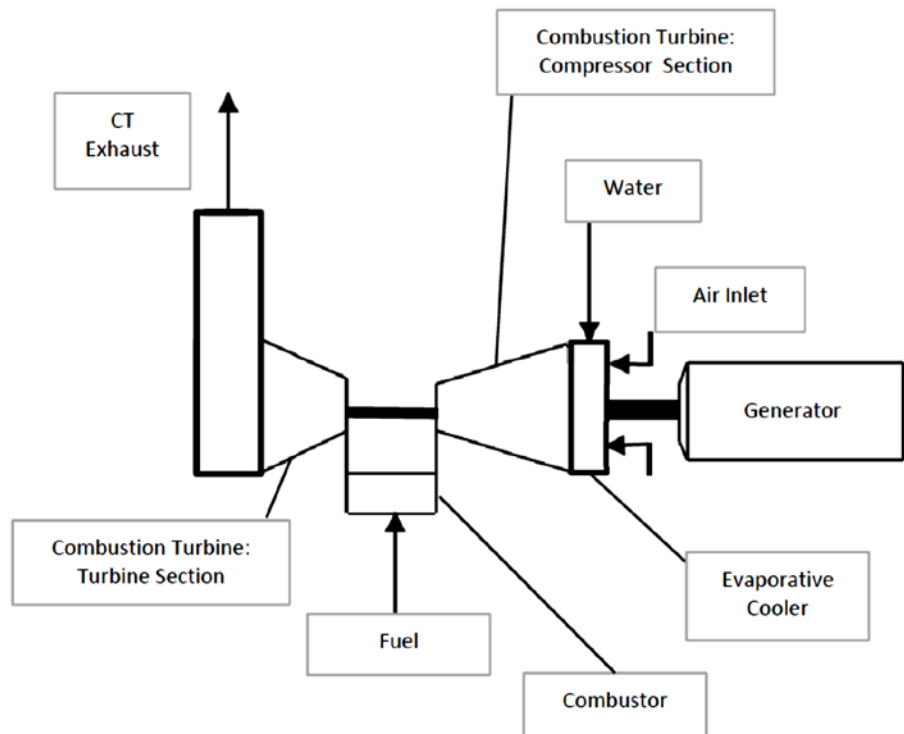 Combustion Turbine:
Compressor Section
CT
Exhaust
Water
Air Inlet
Generator
Combustion Turbine:
Turbine Section
Evaporative
Cooler
Fuel
Combustor